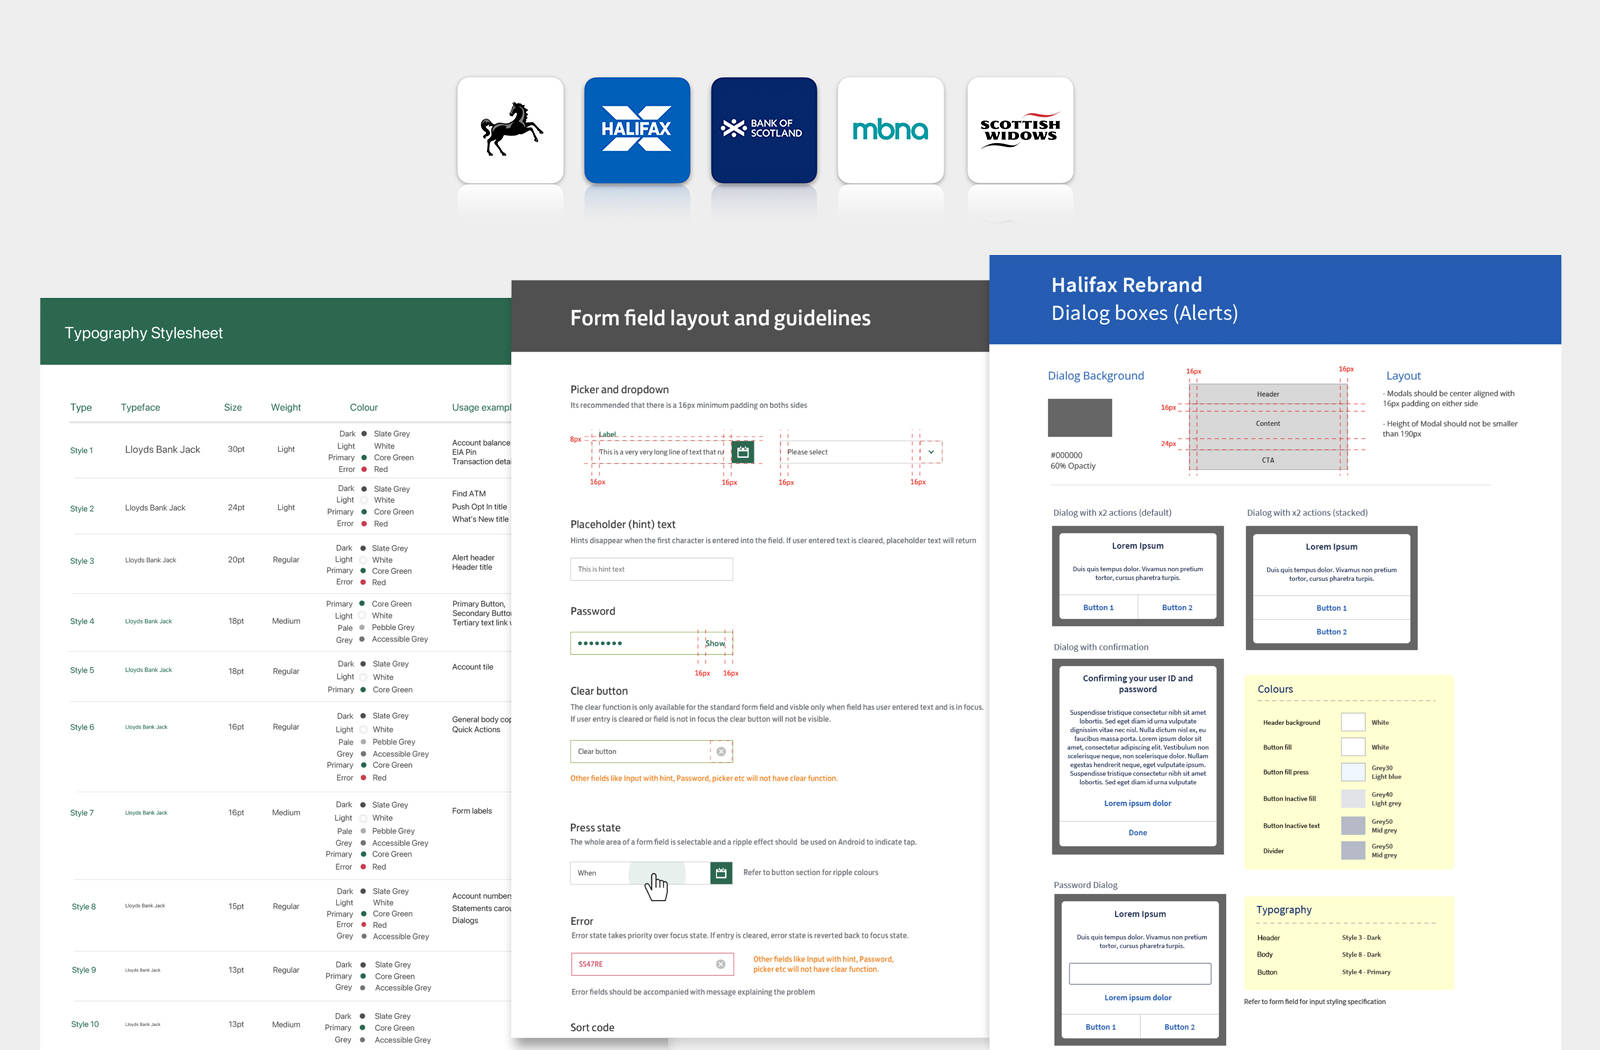 HALIFAX
BANK OF
SCOTLAND
mbna
SCOTTISH
WIDOWS
Typography Stylesheet
Type Typeface Size Weight Colour Usage exampl
Style 1 Lloyds Bank Jack 30pt Light
Dark Slate Grey
Light White
Primary Core Green
Error Red
Account balance
EIA Pin
Transaction deta
Style 2 Lloyds Bank Jack 24pt Light
Dark Slate Grey
Light White
Primary Core Green
Error Red
Find ATM
Push Opt In title
What's New title
Style 3 Lloyds Bank Jack 20pt Regular
Dark Slate Grey
Light White
Primary Core Green
Error Red
Alert header
Header title
Style 4 Lloyds Bank Jack 18pt Medium
Primary Core Green
Light White
Pale Pebble Grey
Grey Accessible Grey
Primary Button,
Secondary Butto
Tertiary text link
Style 5 Lloyds Bank Jack 18pt Regular
Dark Slate Grey
Light White
Primary Core Green
Account tile
Style 6 Lloyds Bank Jack 16pt Regular
Dark Slate Grey
Light White
Pale Pebble Grey
Grey Accessible Grey
Primary Core Green
Error Red
General body cop
Quick Actions
Style 7 Lloyds Bank Jack 16pt Medium
Dark Slate Grey
Light White
Pale Pebble Grey
Grey Accessible Grey
Primary Core Green
Error Red
Form labels
Style 8 Lloyds Bank Jack 15pt Regular
Dark Slate Grey
Light White
Primary Core Green
Error Red
Grey Accessible Grey
Account number
Statements carou
Dialogs
Style 9 Lloyds Bank Jack 13pt Regular
Dark Slate Grey
Primary Core Green
Grey Accessible Grey
Style 10 Lloyds Bank Jack 13pt Medium
Dark Slate Grey
Primary Core Green
Grey Accessible Grey
Form field layout and guidelines
Picker and dropdown
Its recommended that there is a 16px minimum padding on boths sides
8px
Label
This is a very very long line of text that ru
Please select
16px 16px 16px 16px
Placeholder (hint) text
Hints disappear when the first character is entered into the field. If user entered text is cleared, placeholder text will return
This is hint text
Password
Show
16px 16px
Clear button
The clear function is only available for the standard form field and visble only when field has user entered text and is in focus.
If user entry is cleared or field is not in focus the clear button will not be visible.
Clear button
Other fields like Input with hint, Password, picker etc will not have clear function.
Press state
The whole area of a form field is selectable and a ripple effect should be used on Android to indicate tap.
When
Refer to button section for ripple colours
Error
Error state takes priority over focus state. If entry is cleared, error state is reverted back to focus state.
SS47RE
Other fields like Input with hint, Password,
picker etc will not have clear function.
Error fields should be accompanied with message explaining the problem
Sort code
Halifax Rebrand
Dialog boxes (Alerts)
Dialog Background
#000000
60% Opactiy
16px 16px
16px
24px
Header
Content
CTA
Layout
- Modals should be center aligned with
16px padding on either side
- Height of Modal should not be smaller
than 190px
Dialog with x2 actions (default)
Lorem Ipsum
Duis quis tempus dolor. Vivamus non pretium
tortor, cursus pharetra turpis.
Button 1 Button 2
Dialog with x2 actions (stacked)
Lorem Ipsum
Duis quis tempus dolor. Vivamus non pretium
tortor, cursus pharetra turpis.
Button 1
Button 2
Dialog with confirmation
Confirming your user ID and
password
Suspendisse tristique consectetur nibh sit amet
lobortis. Sed eget diam id urna vulputate
dignissim vitae nec nisl. Nulla dictum nisl ex, eu
faucibus massa porta. Lorem ipsum dolor sit
amet, consectetur adipiscing elit. Vestibulum non
scelerisque neque, non scelerisque dolor. Nullam
egestas hendrerit neque, eget vulputate ipsum.
Suspendisse tristique consectetur nibh sit amet
lobortis. Sed eget diam id urna vulputate
Lorem ipsum dolor
Done
Colours
Header background White
Button fill White
Button fill press Grey30
Light blue
Button Inactive fill Grey40
Light grey
Button Inactive text Grey50
Mid grey
Divider Grey50
Mid grey
Password Dialog
Lorem Ipsum
Duis quis tempus dolor. Vivamus non pretium
tortor, cursus pharetra turpis.
Lorem ipsum dolor
Button 1 Button 2
Typography
Header Style 3 - Dark
Body Style 8 - Dark
Button Style 4 - Primary
Refer to form field for input styling specification